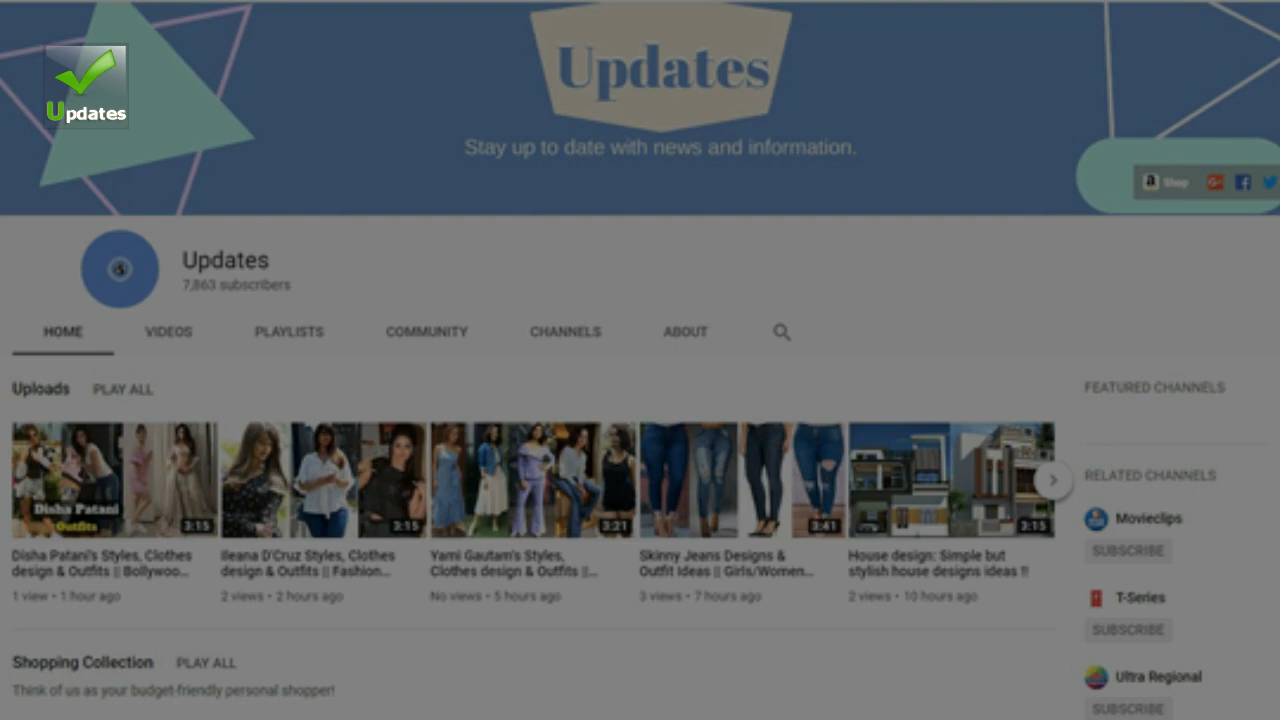 Updates
Updates
Stay up to date with news and information.
Shop
Updates
7,863 subscribers
HOME VIDEOS PLAYLISTS COMMUNITY CHANNELS ABOUT
Uploads PLAY ALL
FEATURED CHANNELS
RELATED CHANNELS
Disha Patani
Outfits
3:15
3:15
3:21
3:41
3:15
Disha Patani's Styles, Clothes
design & Outfits || Bollywoo...
1 view • 1 hour ago
Ileana D'Cruz Styles, Clothes
design & Outfits || Fashion...
2 views • 2 hours ago
Yami Gautam's Styles,
Clothes design & Outfits ||...
No views • 5 hours ago
Skinny Jeans Designs &
Outfit Ideas || Girls/Women...
3 views • 7 hours ago
House design: Simple but
stylish house designs ideas !!
2 views • 10 hours ago
Movieclips
SUBSCRIBE
T-Series
SUBSCRIBE
Ultra Regional
SUBSCRIBE
Shopping Collection PLAY ALL
Think of us as your budget-friendly personal shopper!